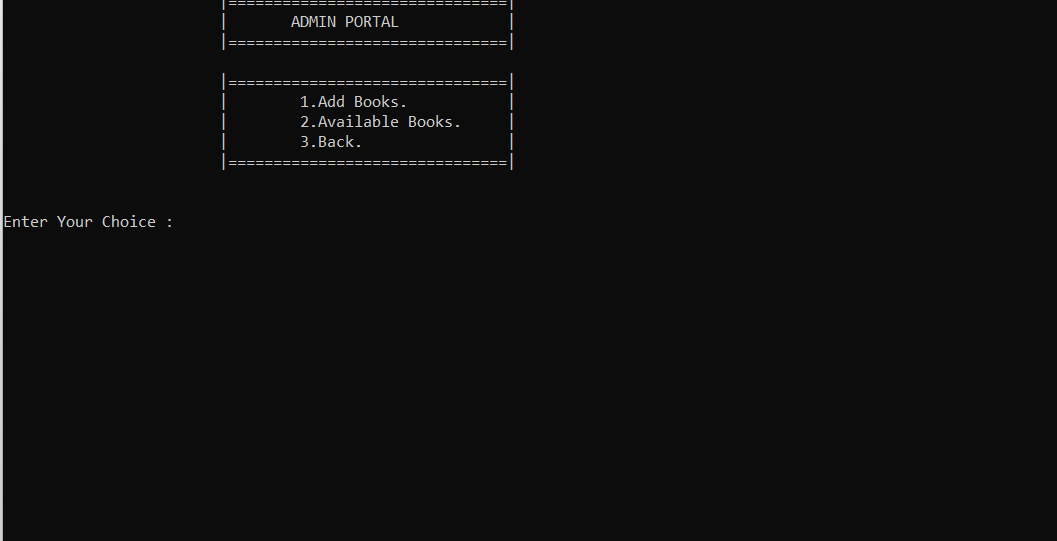 |===============================|
|       ADMIN PORTAL            |
|===============================|
|===============================|
|        1.Add Books.           |
|        2.Available Books.     |
|        3.Back.                |
|===============================|
Enter Your Choice :